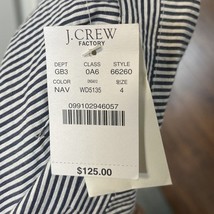 J.CREW
FACTORY
DEPT CLASS STYLE
GB3 0A6 66260
COLOR SIZE
NAV WD5135 4
099102946057
$125.00